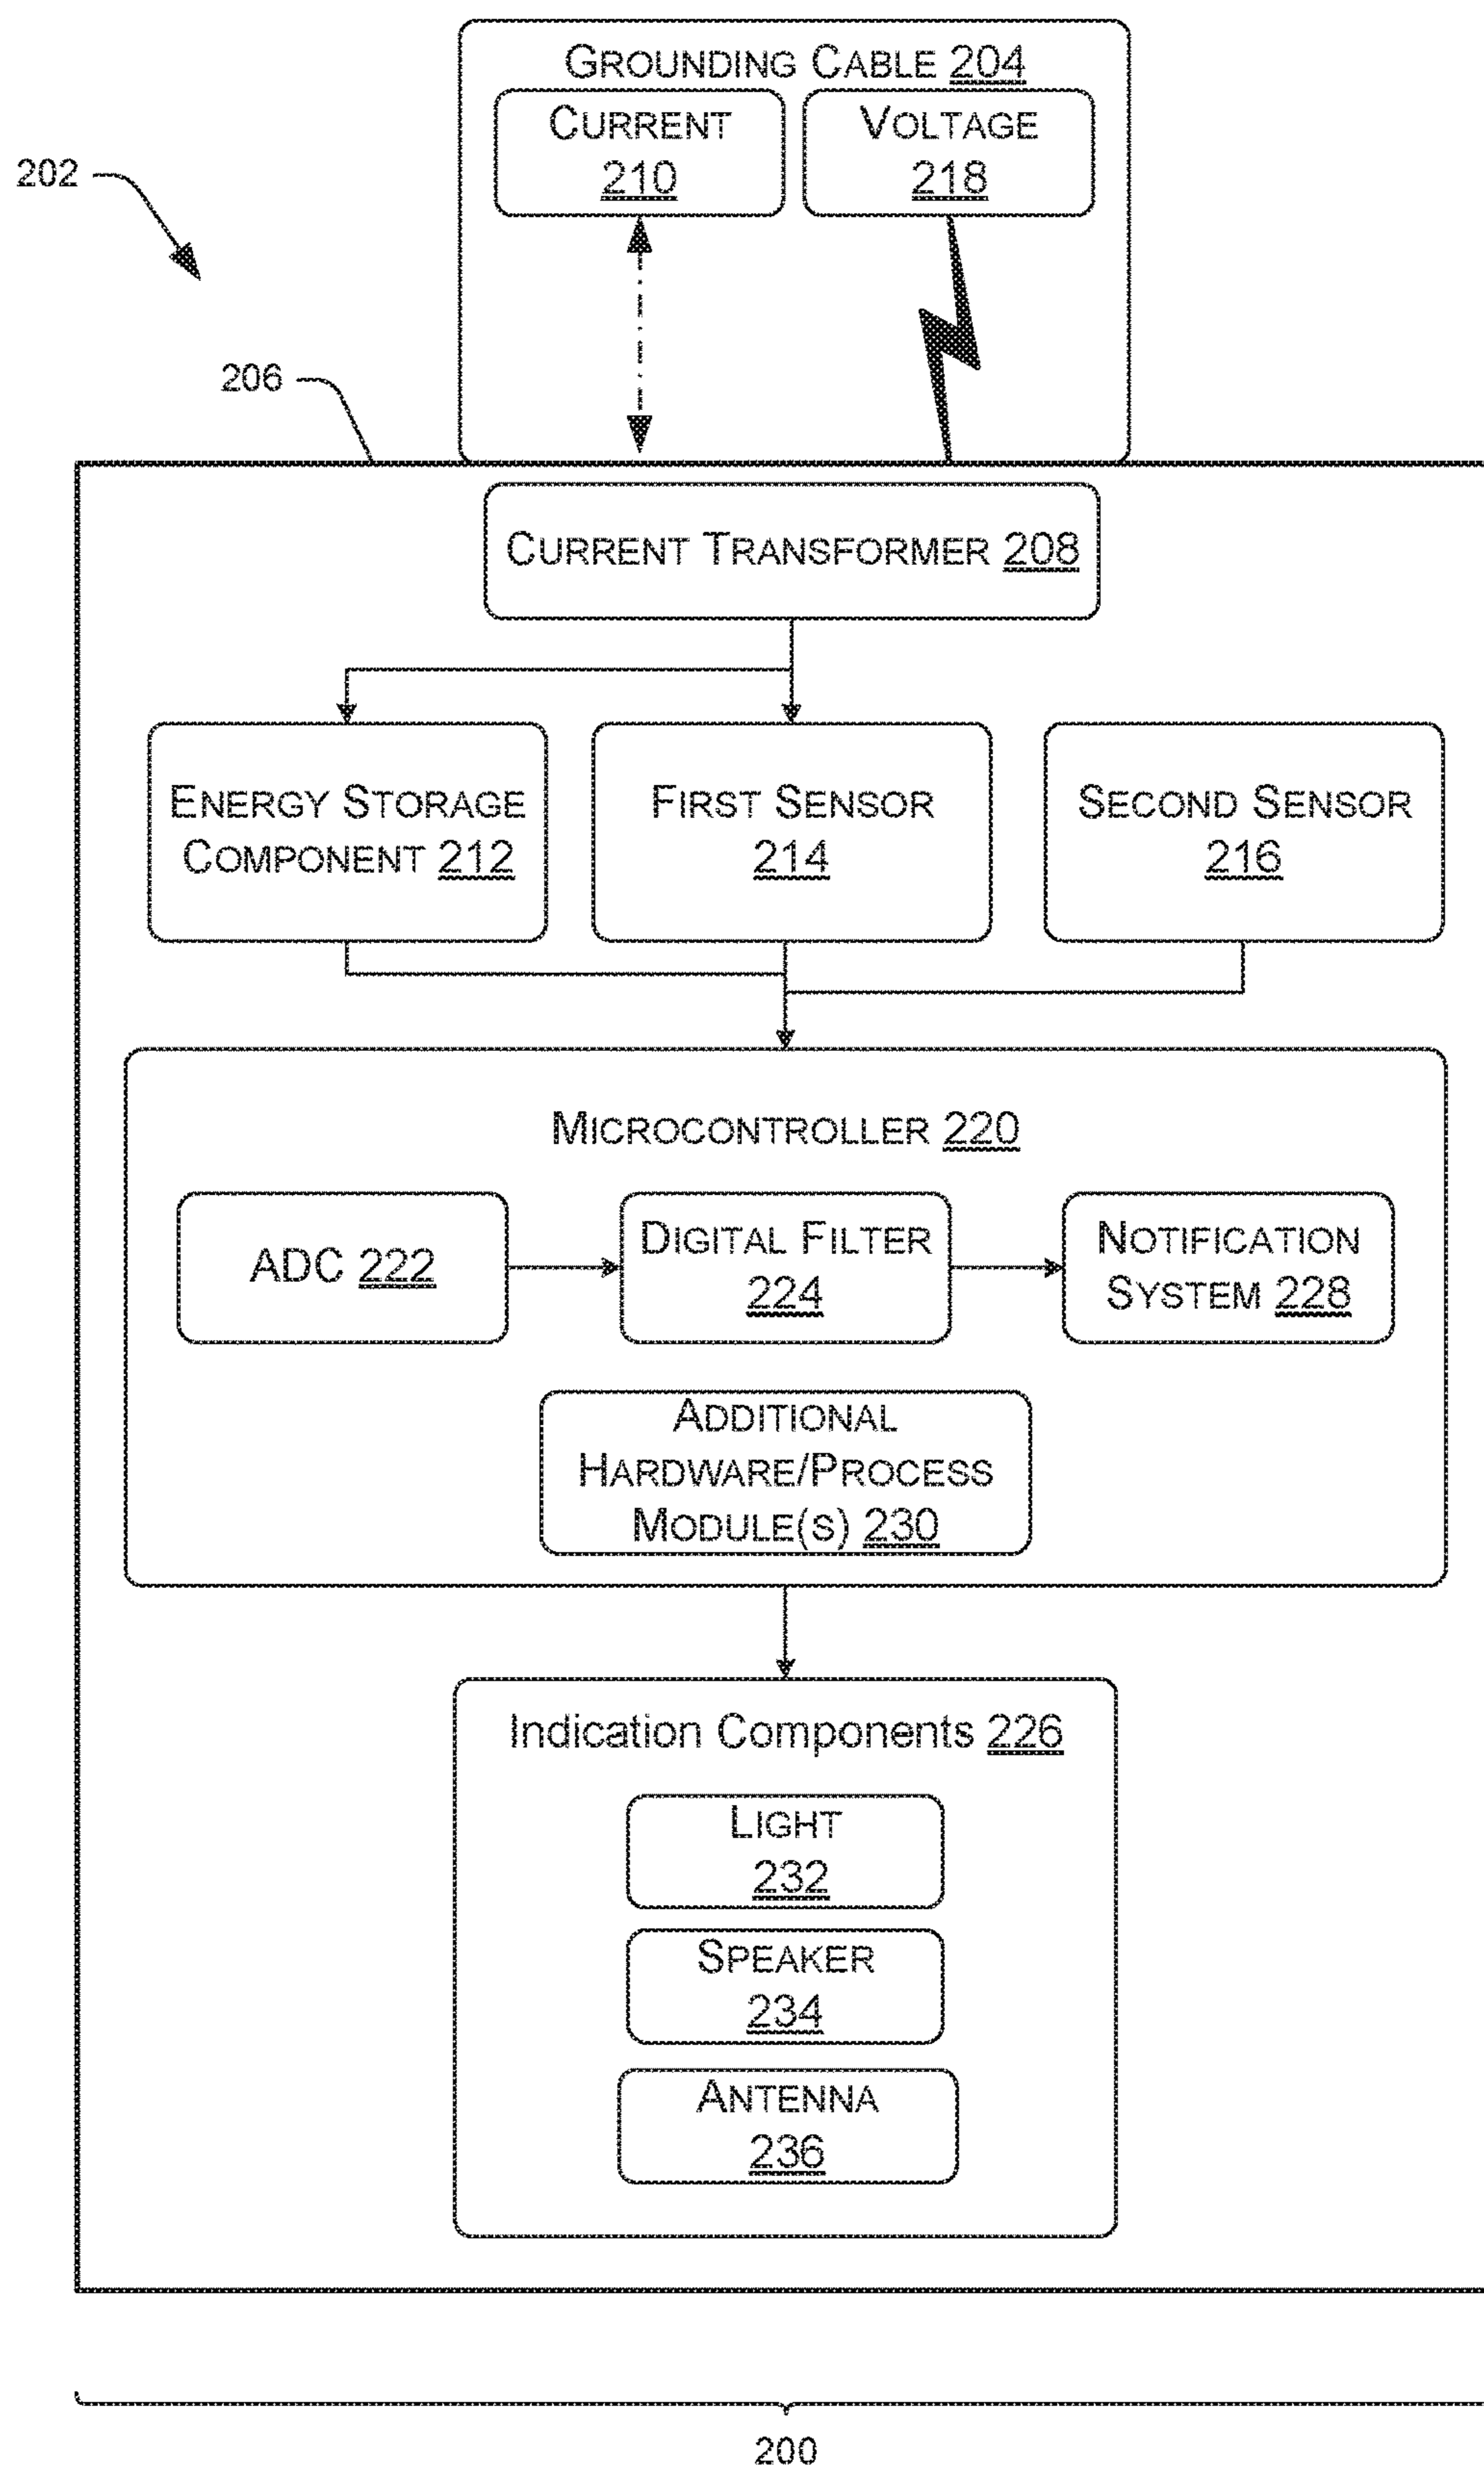 GROUNDING CABLE 204
CURRENT
210
VOLTAGE
218
202
206
CURRENT TRANSFORMER 208
ENERGY STORAGE
COMPONENT 212
FIRST SENSOR
214
SECOND SENSOR
216
MICROCONTROLLER 220
ADC 222
DIGITAL FILTER
224
NOTIFICATION
SYSTEM 228
ADDITIONAL
HARDWARE/PROCESS
MODULE(S) 230
Indication Components 226
LIGHT
232
SPEAKER
234
ANTENNA
236
200